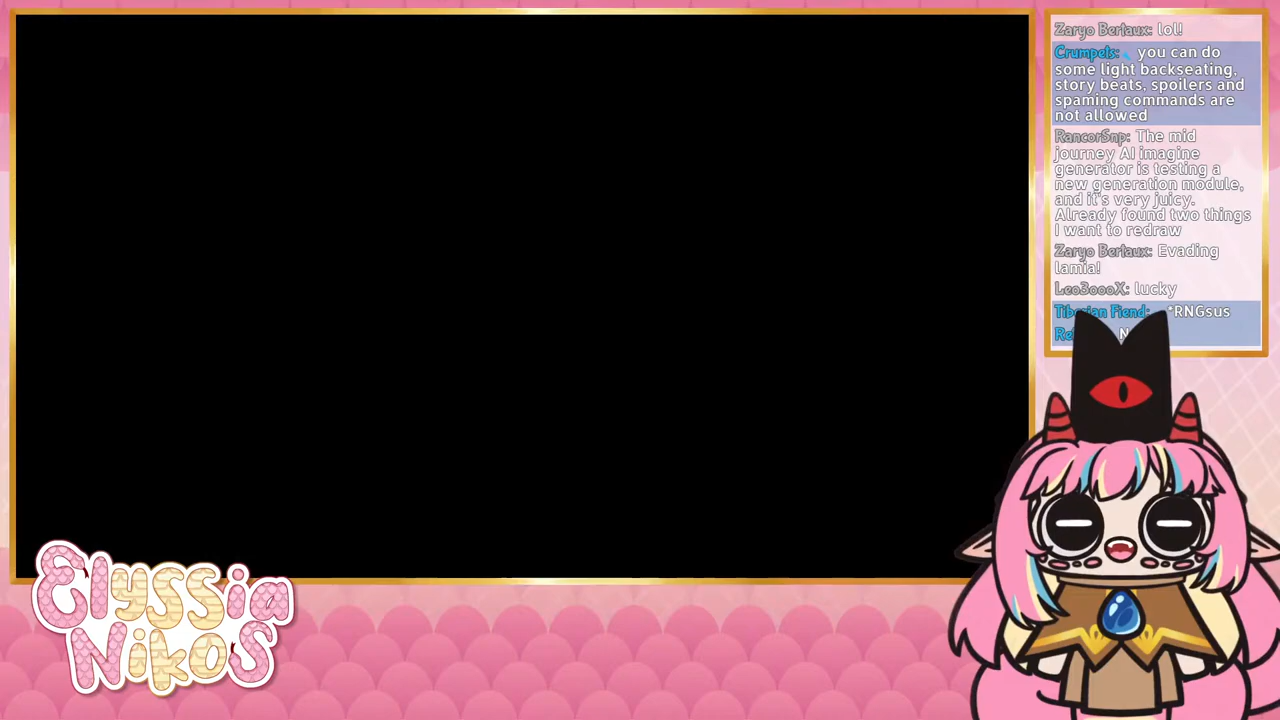 Zaryo Berlaux: lol!
Crumpels: you can do
some light backseating,
story beats, spoilers and
spaming commands are
not allowed
RancorSnp: The mid
journey AI imagine
generator is testing a
new generation module,
and it's very juicy.
Already found two things
I want to redraw
Zaryo Berlaux: Evading
lamia!
Leo3oooX: lucky
Fiend: *RNGsus
Elyssia
Nikos